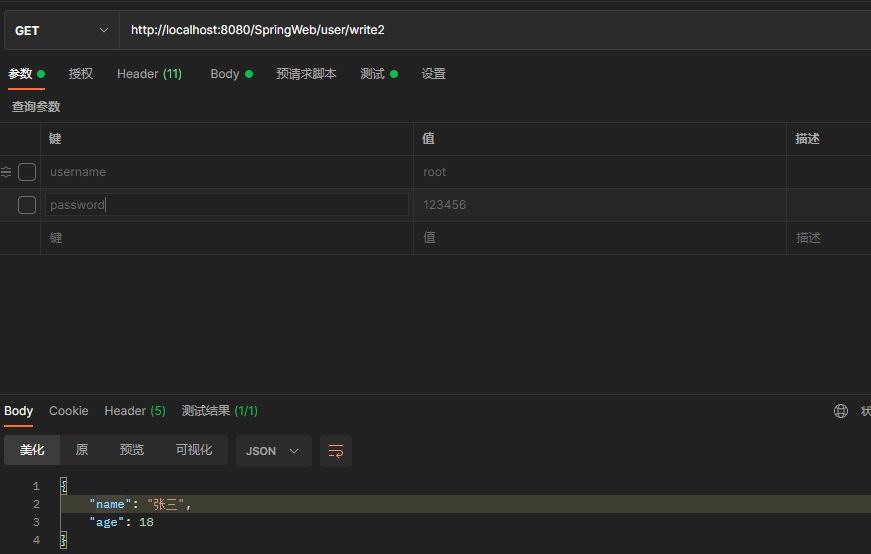 GET http://localhost:8080/SpringWeb/user/write2
参数 授权 Header (11) Body 预请求脚本 测试 设置
查询参数
键 值 描述
username root
password 123456
键 值 描述
Body Cookie Header (5) 测试结果 (1/1) 状
美化 原 预览 可视化 JSON
1 {
2 "name": "张三",
3 "age": 18
4 }